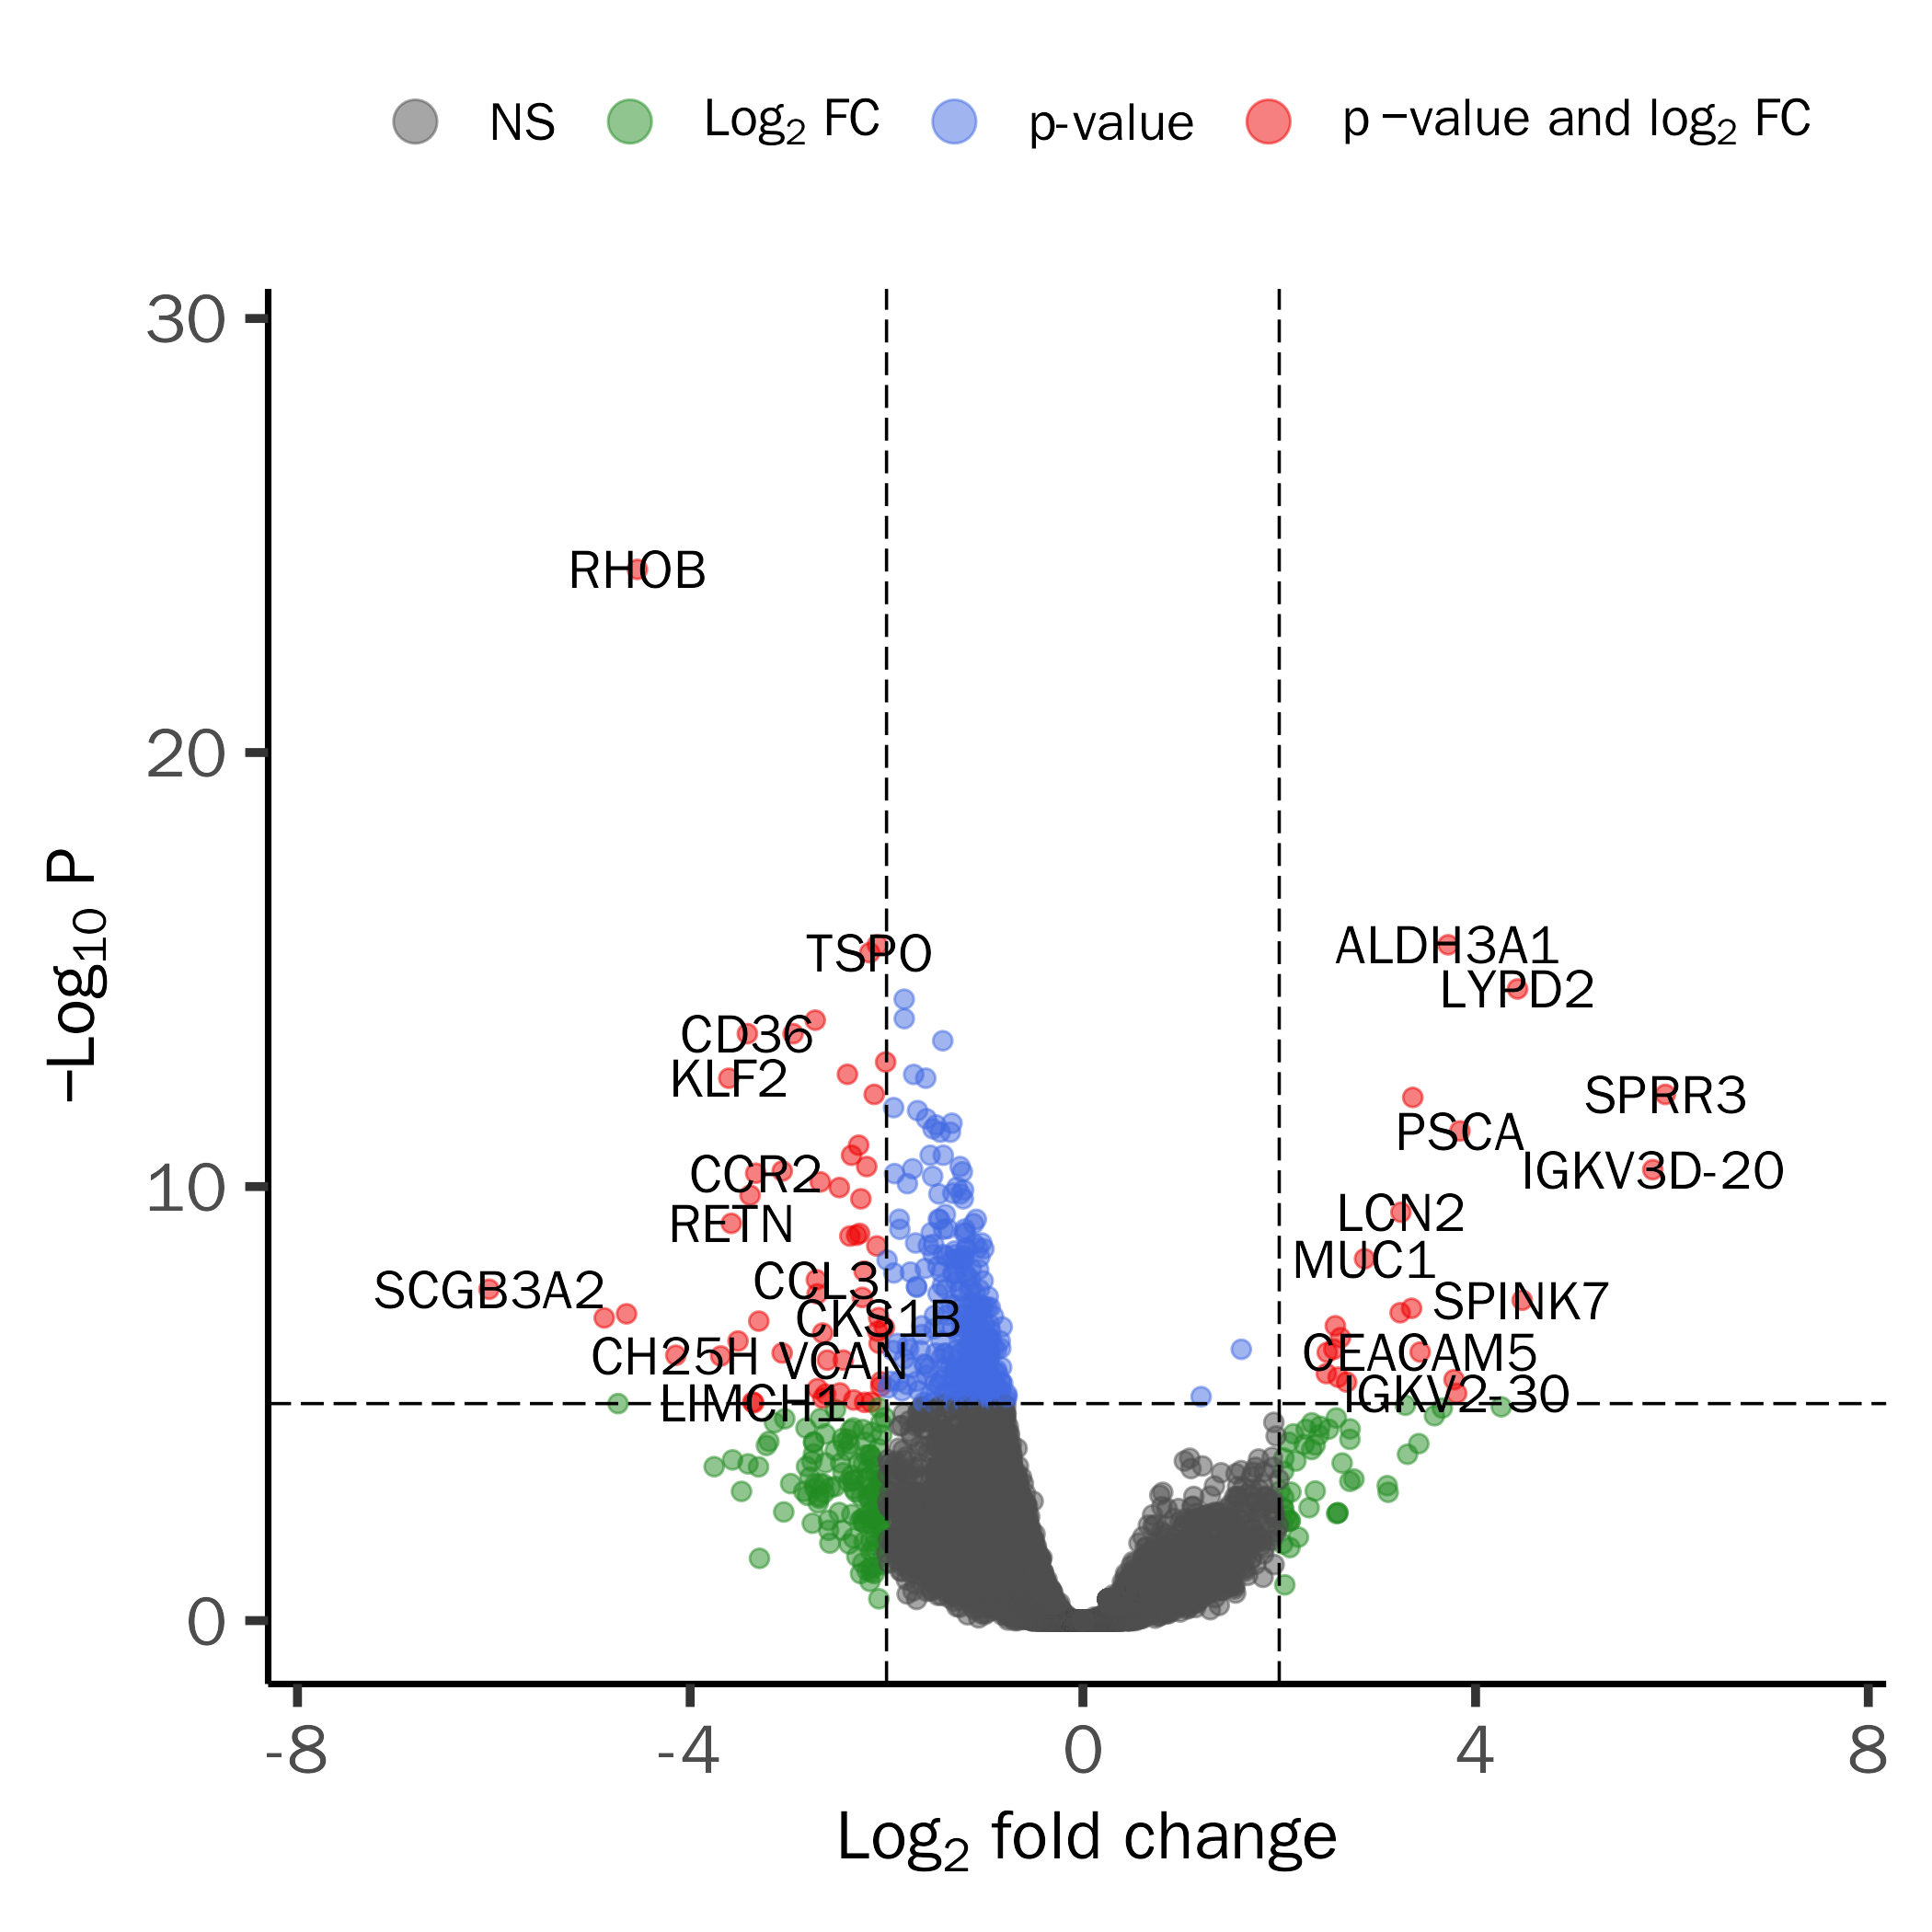 NS
Log2 FC
p-value
p −value and log2 FC
30
20
10
0
−Log10 P
RHOB
TSPO
ALDH3A1
LYPD2
CD36
KLF2
SPRR3
PSCA
CCR2
IGKV3D-20
RETN
LCN2
MUC1
CCL3
SCGB3A2
SPINK7
CKS1B
CH25H
VCAN
CEACAM5
LIMCH1
IGKV2-30
-8
-4
0
4
8
Log2 fold change